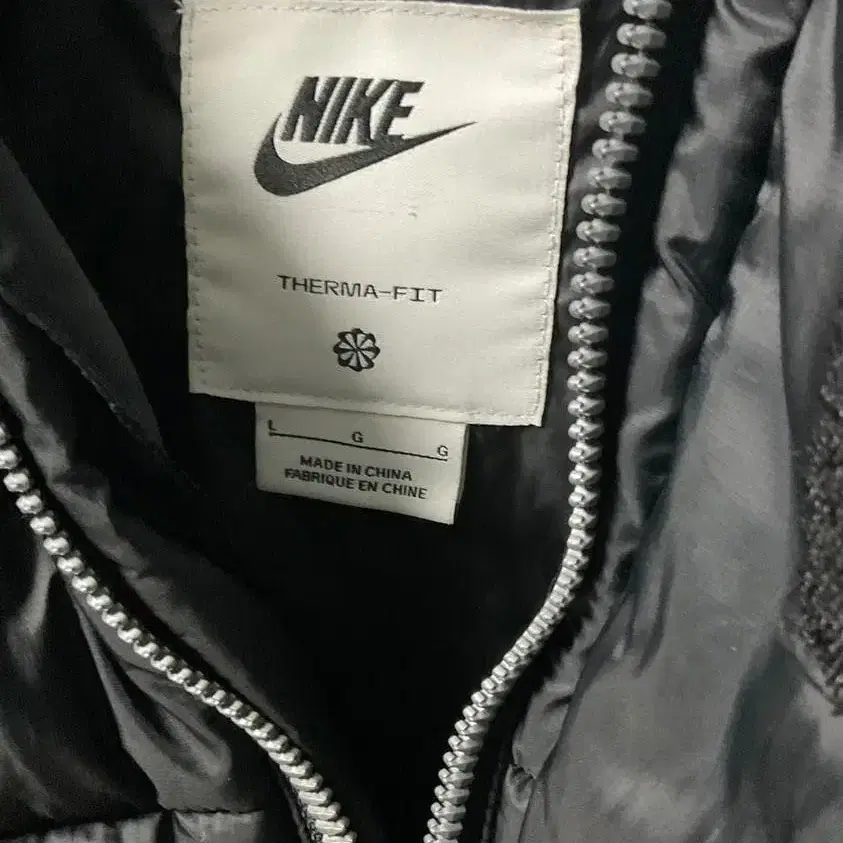 NIKE
THERMA-FIT
L G G
MADE IN CHINA
FABRIQUE EN CHINE